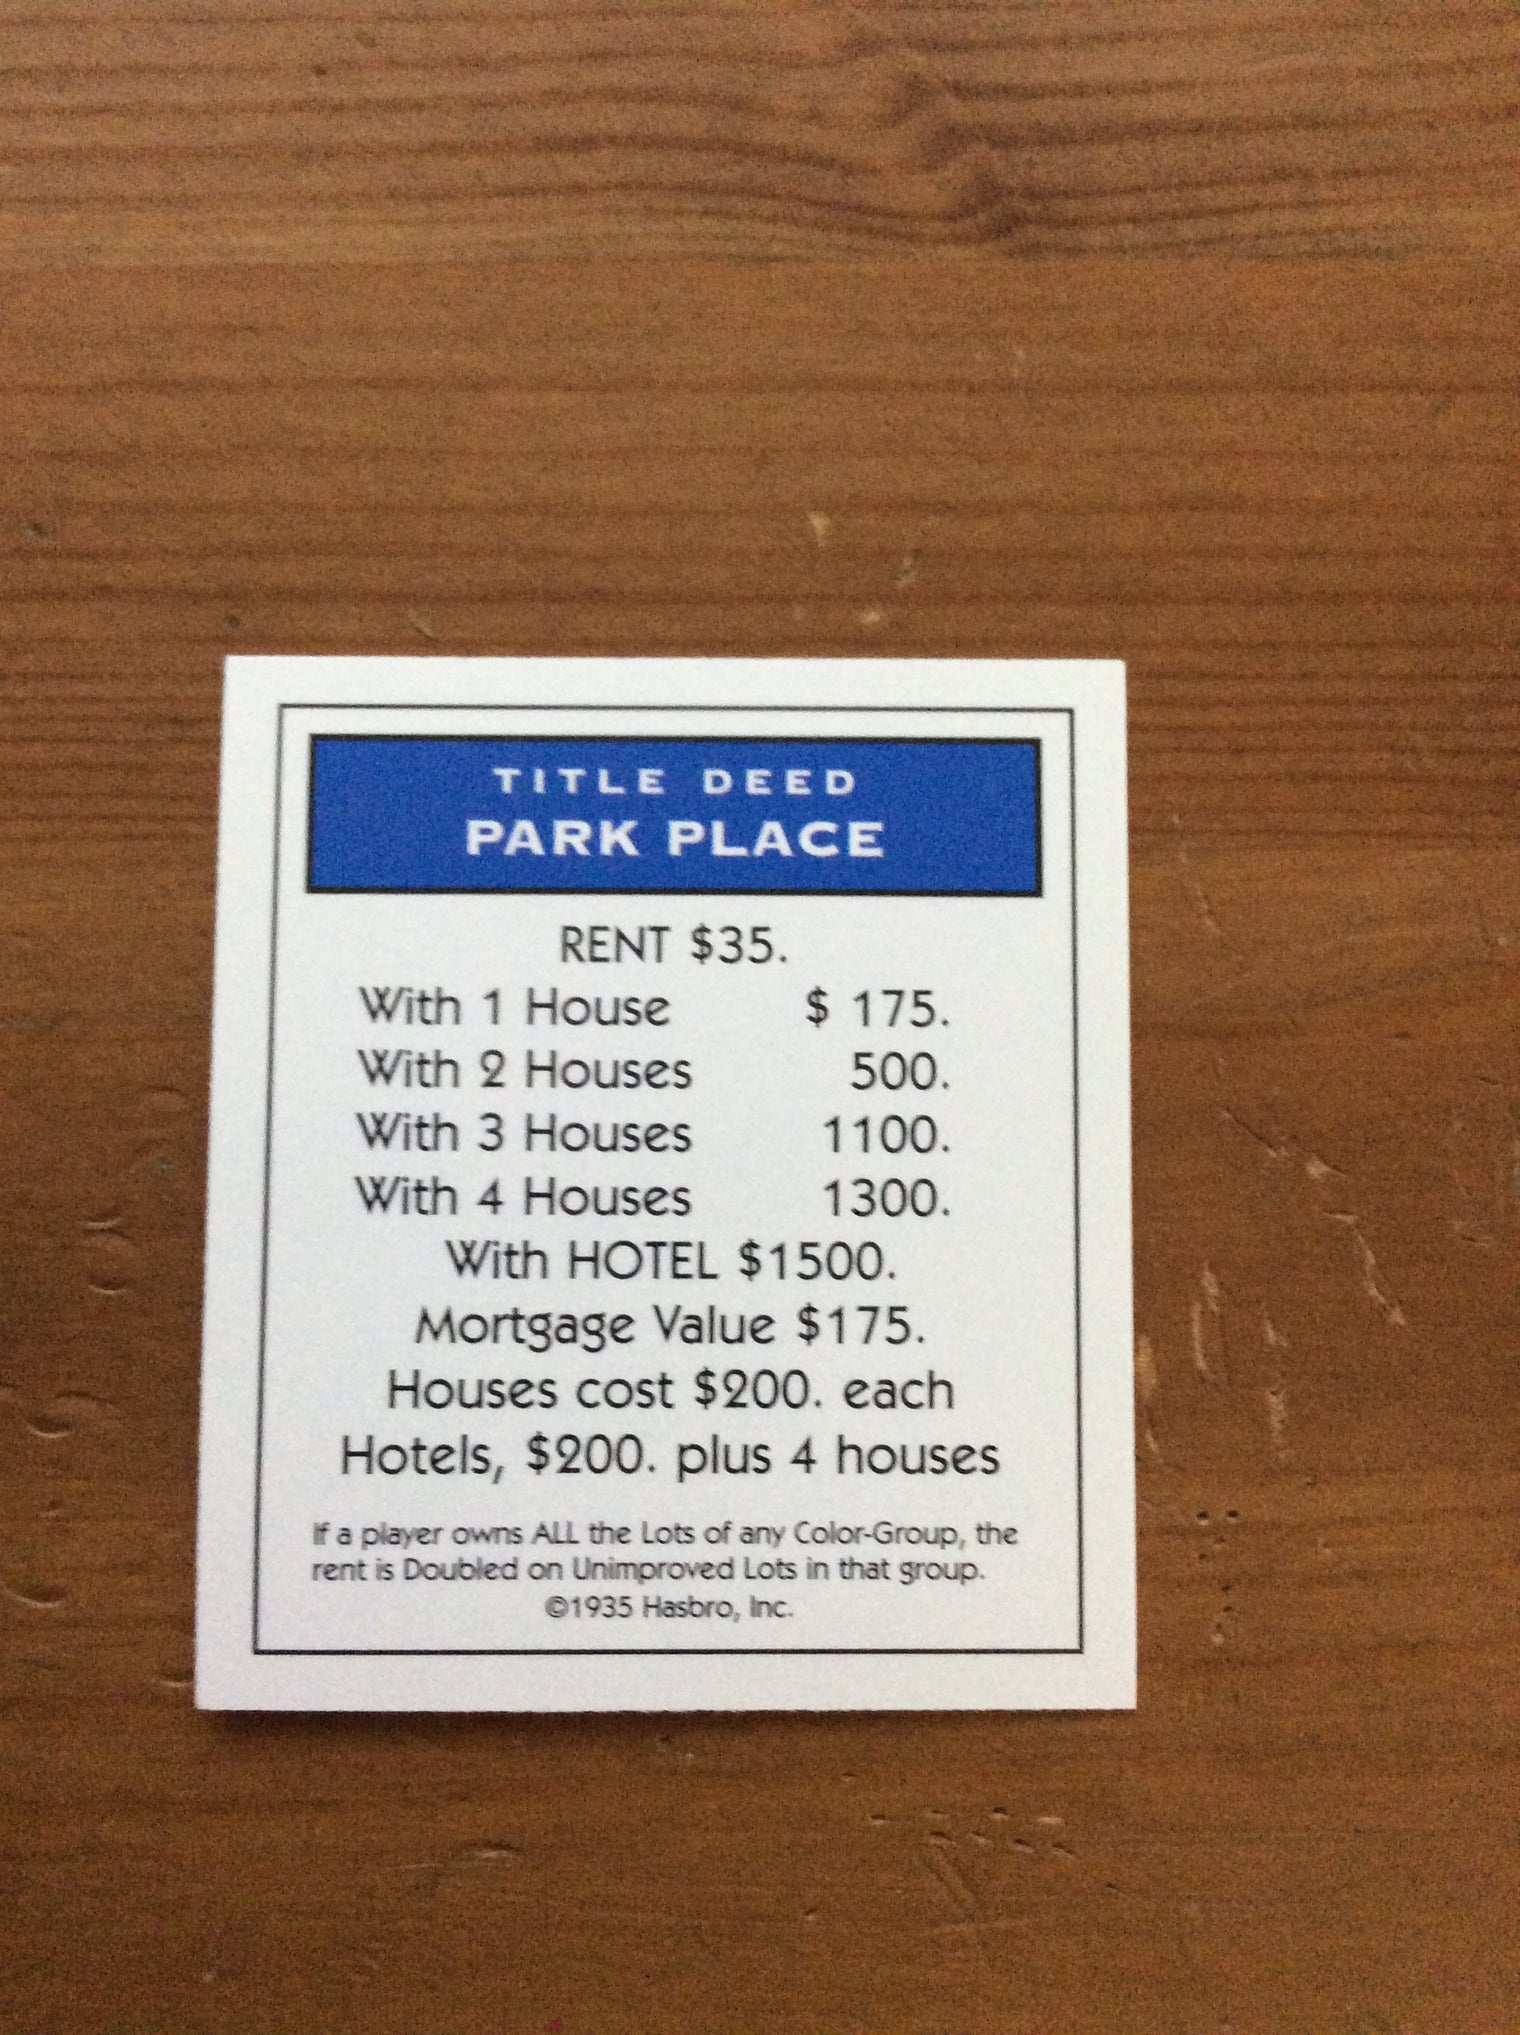 TITLE DEED
PARK PLACE
RENT $35.
With 1 House $ 175.
With 2 Houses 500.
With 3 Houses 1100.
With 4 Houses 1300.
With HOTEL $1500.
Mortgage Value $175.
Houses cost $200. each
Hotels, $200. plus 4 houses
If a player owns ALL the Lots of any Color-Group, the
rent is Doubled on Unimproved Lots in that group.
©1935 Hasbro, Inc.